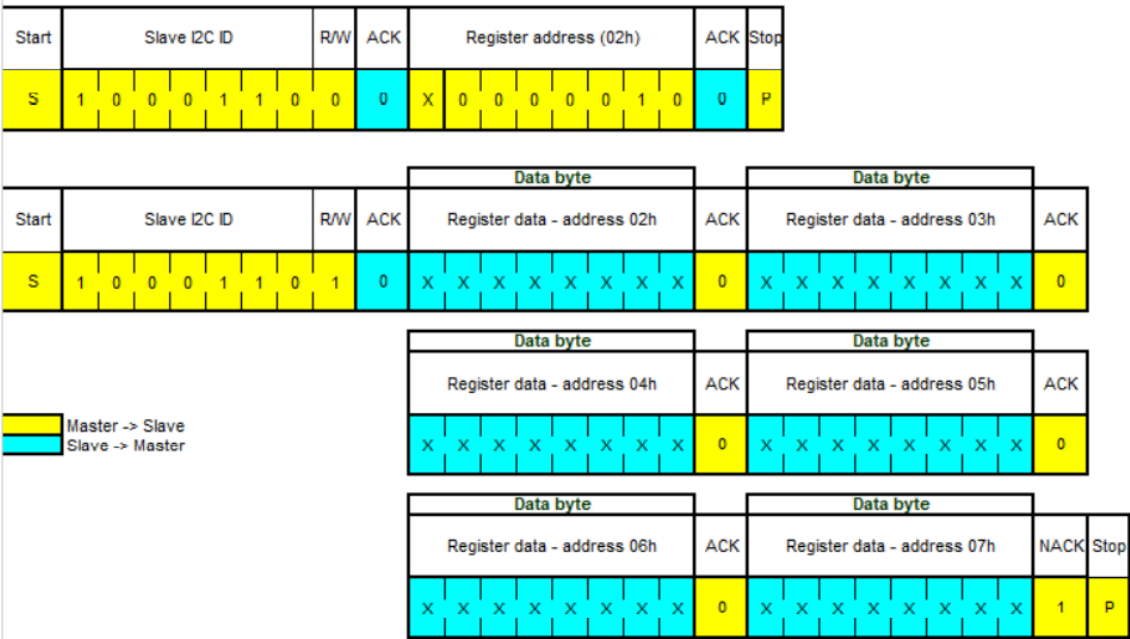 Start Slave I2C ID R/W ACK Register address (02h) ACK Stop
S 1 0 0 0 1 1 0 0 0 X 0 0 0 0 0 1 0 0 P
Data byte Data byte
Start Slave I2C ID R/W ACK Register data - address 02h ACK Register data - address 03h ACK
S 1 0 0 0 1 1 0 1 0 X X X X X X X X 0 X X X X X X X X 0
Data byte Data byte
Register data - address 04h ACK Register data - address 05h ACK
X X X X X X X X 0 X X X X X X X X 0
Master -> Slave
Slave -> Master
Data byte Data byte
Register data - address 06h ACK Register data - address 07h NACK Stop
X X X X X X X X 0 X X X X X X X X 1 P